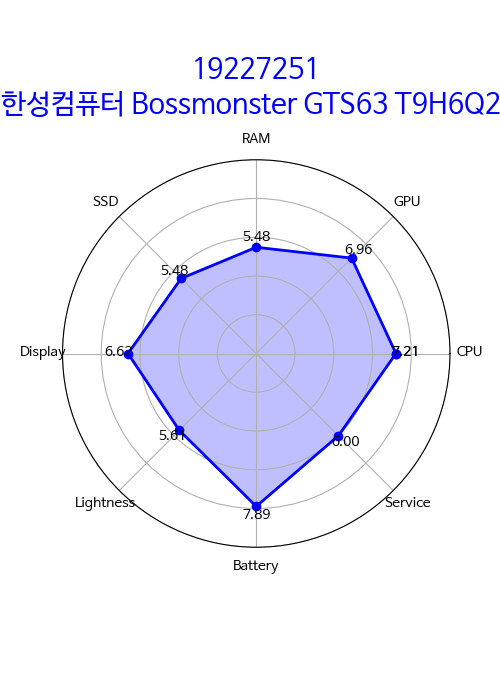 19227251
한성컴퓨터 Bossmonster GTS63 T9H6Q2
RAM
SSD
GPU
5.48
6.96
5.48
Display
6.62
7.21
CPU
5.61
6.00
Lightness
Service
7.89
Battery